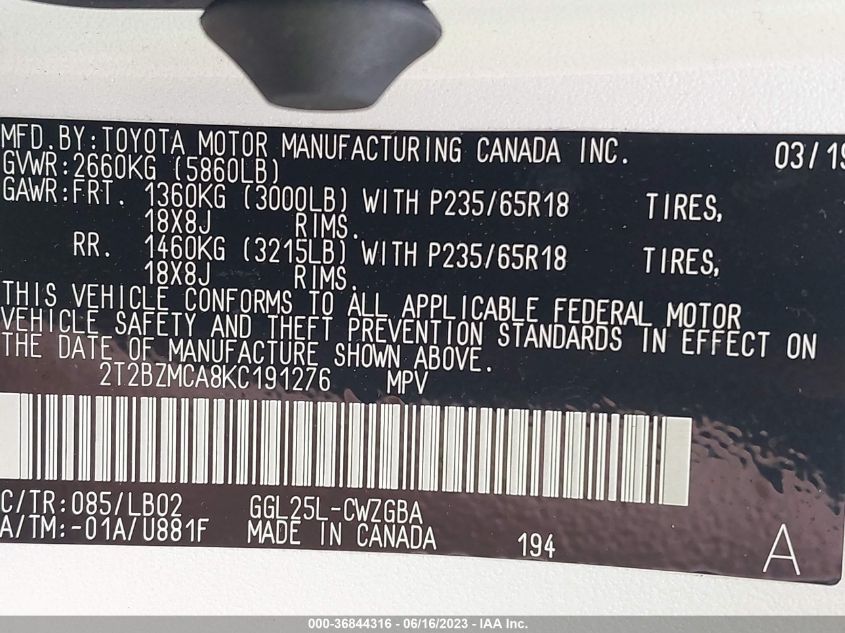 MFD.BY:TOYOTA MOTOR MANUFACTURING CANADA INC. 03/19
GVWR:2660KG (5860LB)
GAWR:FRT. 1360KG (3000LB) WITH P235/65R18 TIRES,
18X8J RIMS.
RR. 1460KG (3215LB) WITH P235/65R18 TIRES,
18X8J RIMS.
THIS VEHICLE CONFORMS TO ALL APPLICABLE FEDERAL MOTOR
VEHICLE SAFETY AND THEFT PREVENTION STANDARDS IN EFFECT ON
THE DATE OF MANUFACTURE SHOWN ABOVE.
2T2BZMCA8KC191276 MPV
C/TR:085/LB02 GGL25L-CWZGBA
A/TM:-01A/U881F MADE IN CANADA 194 A
000-36844316 - 06/16/2023 - IAA Inc.